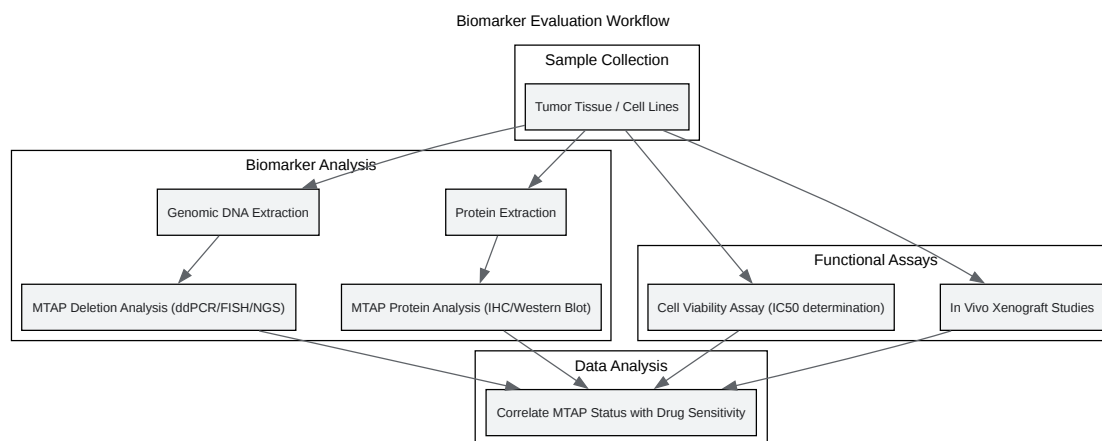 Biomarker Evaluation Workflow
Sample Collection
Tumor Tissue / Cell Lines
Biomarker Analysis
Genomic DNA Extraction
Protein Extraction
MTAP Deletion Analysis (ddPCR/FISH/NGS)
MTAP Protein Analysis (IHC/Western Blot)
Functional Assays
Cell Viability Assay (IC50 determination)
In Vivo Xenograft Studies
Data Analysis
Correlate MTAP Status with Drug Sensitivity